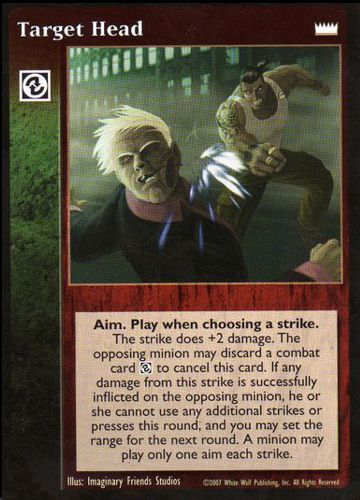 Target Head
Aim. Play when choosing a strike.
The strike does +2 damage. The
opposing minion may discard a combat
card to cancel this card. If any
damage from this strike is successfully
inflicted on the opposing minion, he or
she cannot use any additional strikes or
presses this round, and you may set the
range for the next round. A minion may
play only one aim each strike.
Illus: Imaginary Friends Studios
©2007 White Wolf Publishing, Inc. All Rights Reserved